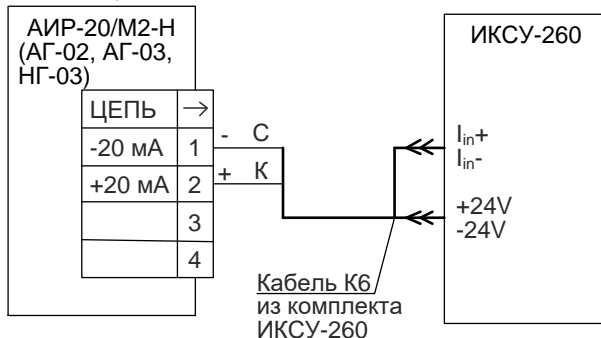 АИР-20/М2-Н
(АГ-02, АГ-03,
НГ-03)
ИКСУ-260
ЦЕПЬ →
-20 мА 1 - С
+20 мА 2 + К
3
4
Iin+
Iin-
+24V
-24V
Кабель К6
из комплекта
ИКСУ-260